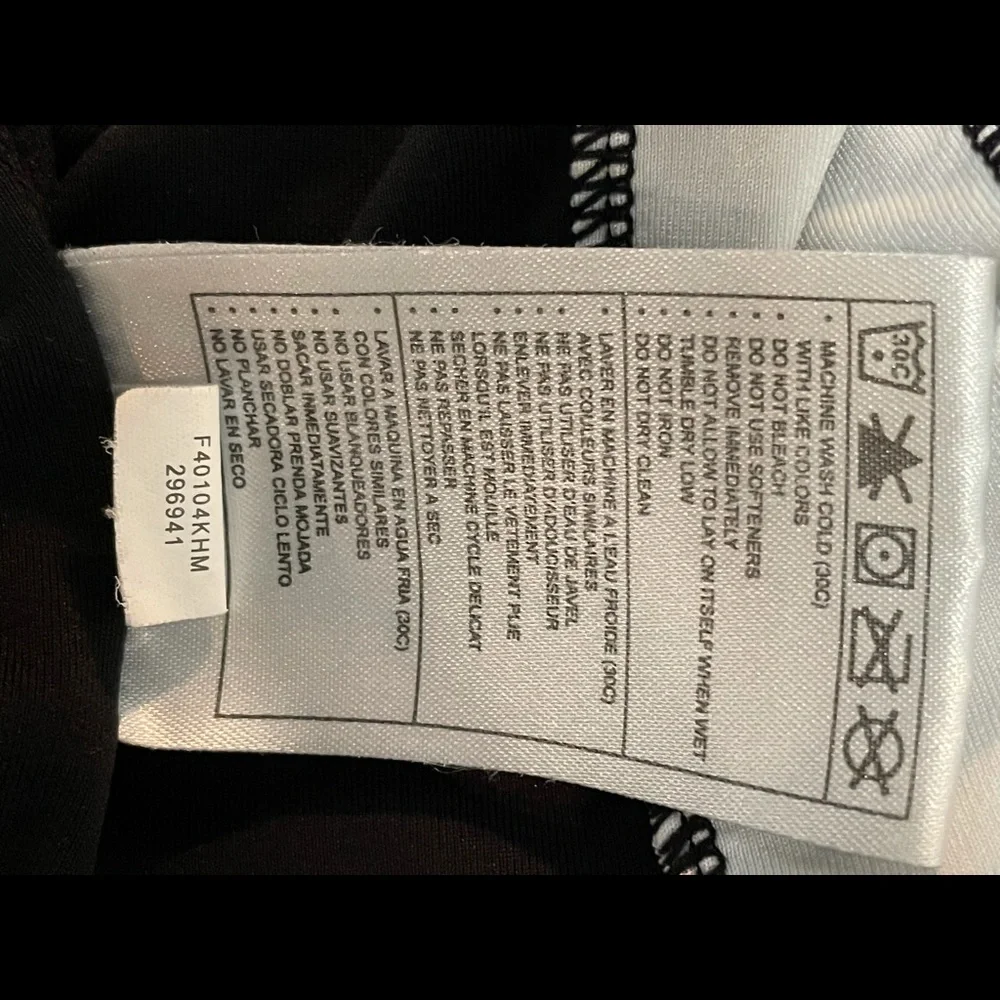 30C
• MACHINE WASH COLD (30C)
WITH LIKE COLORS
• DO NOT BLEACH
• DO NOT USE SOFTENERS
• REMOVE IMMEDIATELY
• DO NOT ALLOW TO LAY ON ITSELF WHEN WET
• TUMBLE DRY LOW
• DO NOT IRON
• DO NOT DRY CLEAN
• LAVER EN MACHINE A L'EAU FROIDE (30C)
AVEC COULEURS SIMILAIRES
• NE PAS UTILISER D'EAU DE JAVEL
• NE PAS UTILISER D'ADOUCISSEUR
• ENLEVER IMMEDIATEMENT
• NE PAS LAISSER LE VETEMENT PLIE
LORSQU'IL EST MOUILLE
• SECHER EN MACHINE CYCLE DELICAT
• NE PAS REPASSER
• NE PAS NETTOYER A SEC
• LAVAR A MAQUINA EN AGUA FRIA (30C)
CON COLORES SIMILARES
• NO USAR BLANQUEADORES
• NO USAR SUAVIZANTES
• SACAR INMEDIATAMENTE
• NO DOBLAR PRENDA MOJADA
• USAR SECADORA CICLO LENTO
• NO PLANCHAR
• NO LAVAR EN SECO
F40104KHM
296941